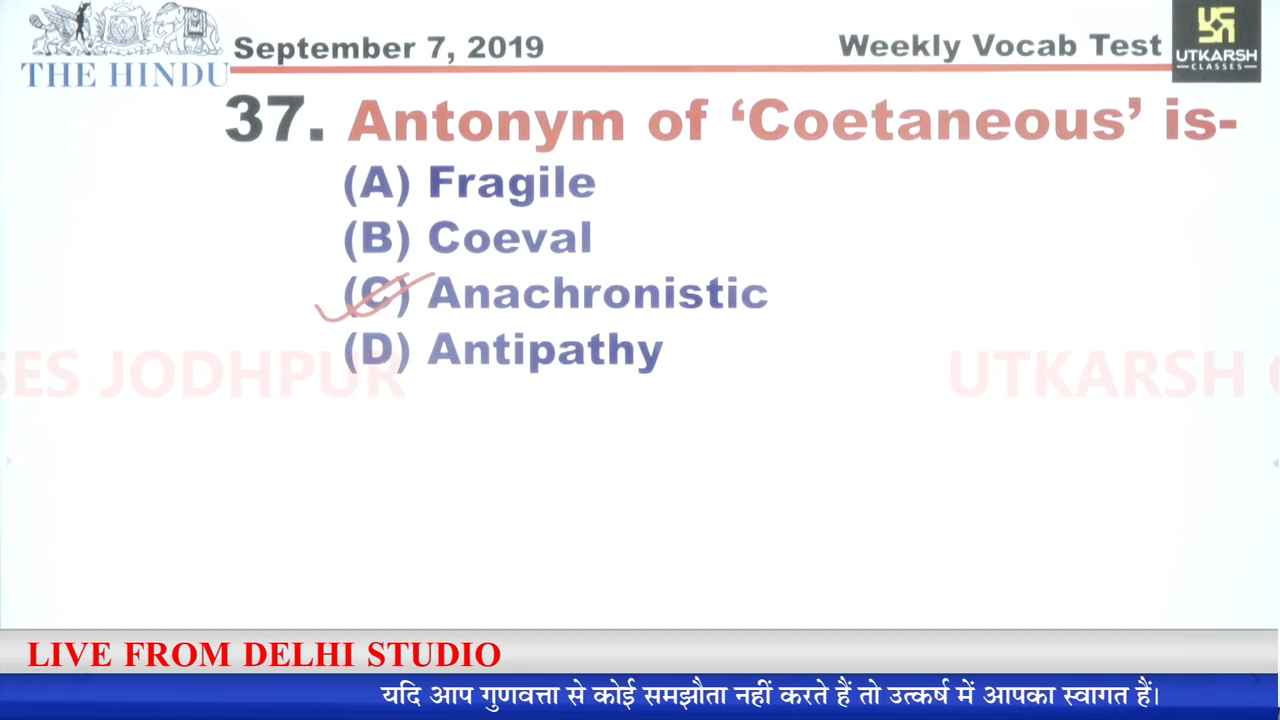 THE HINDU
September 7, 2019
Weekly Vocab Test
UTKARSH
CLASSES
37. Antonym of ‘Coetaneous’ is-
(A) Fragile
(B) Coeval
(C) Anachronistic
(D) Antipathy
SES JODHPUR
UTKARSH C
LIVE FROM DELHI STUDIO
यदि आप गुणवत्ता से कोई समझौता नहीं करते हैं तो उत्कर्ष में आपका स्वागत हैं।